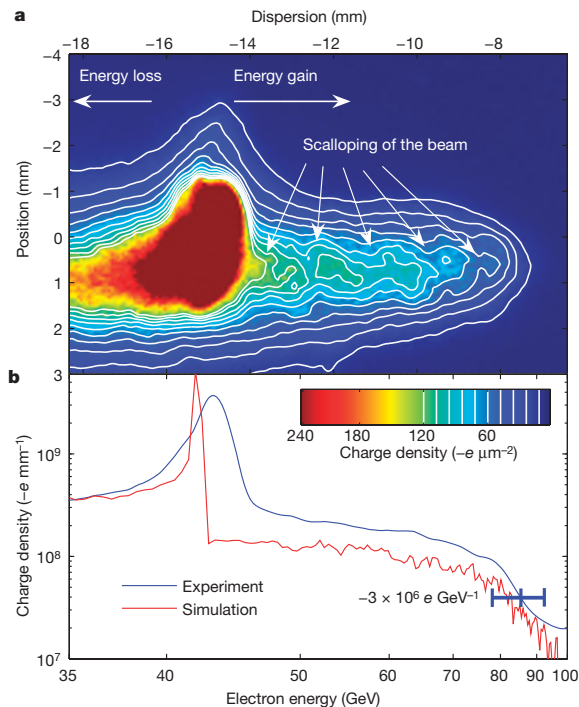 a
Dispersion (mm)
−18 −16 −14 −12 −10 −8
−4
−3
−2
−1
0
1
2
3
Position (mm)
Energy loss Energy gain
Scalloping of the beam
b
240 180 120 60
Charge density (−e µm⁻²)
10⁹
10⁸
10⁷
Charge density (−e mm⁻¹)
Experiment
Simulation
−3 × 10⁶ e GeV⁻¹
35 40 50 60 70 80 90 100
Electron energy (GeV)